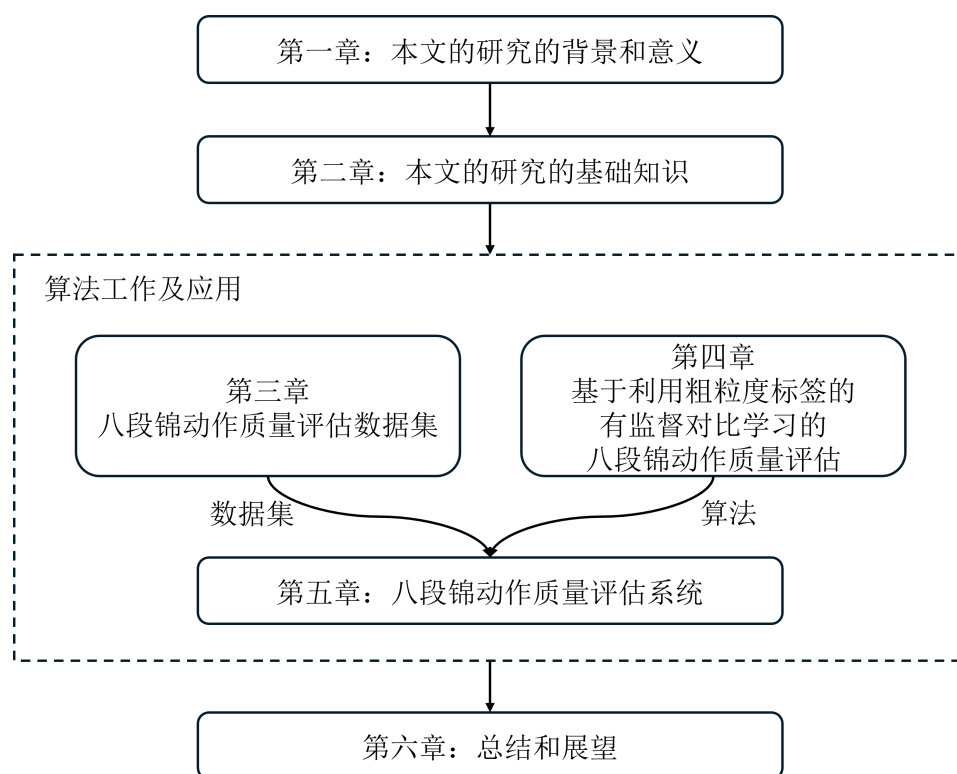 第一章：本文的研究的背景和意义
第二章：本文的研究的基础知识
算法工作及应用
第三章
八段锦动作质量评估数据集
第四章
基于利用粗粒度标签的
有监督对比学习的
八段锦动作质量评估
数据集
算法
第五章：八段锦动作质量评估系统
第六章：总结和展望